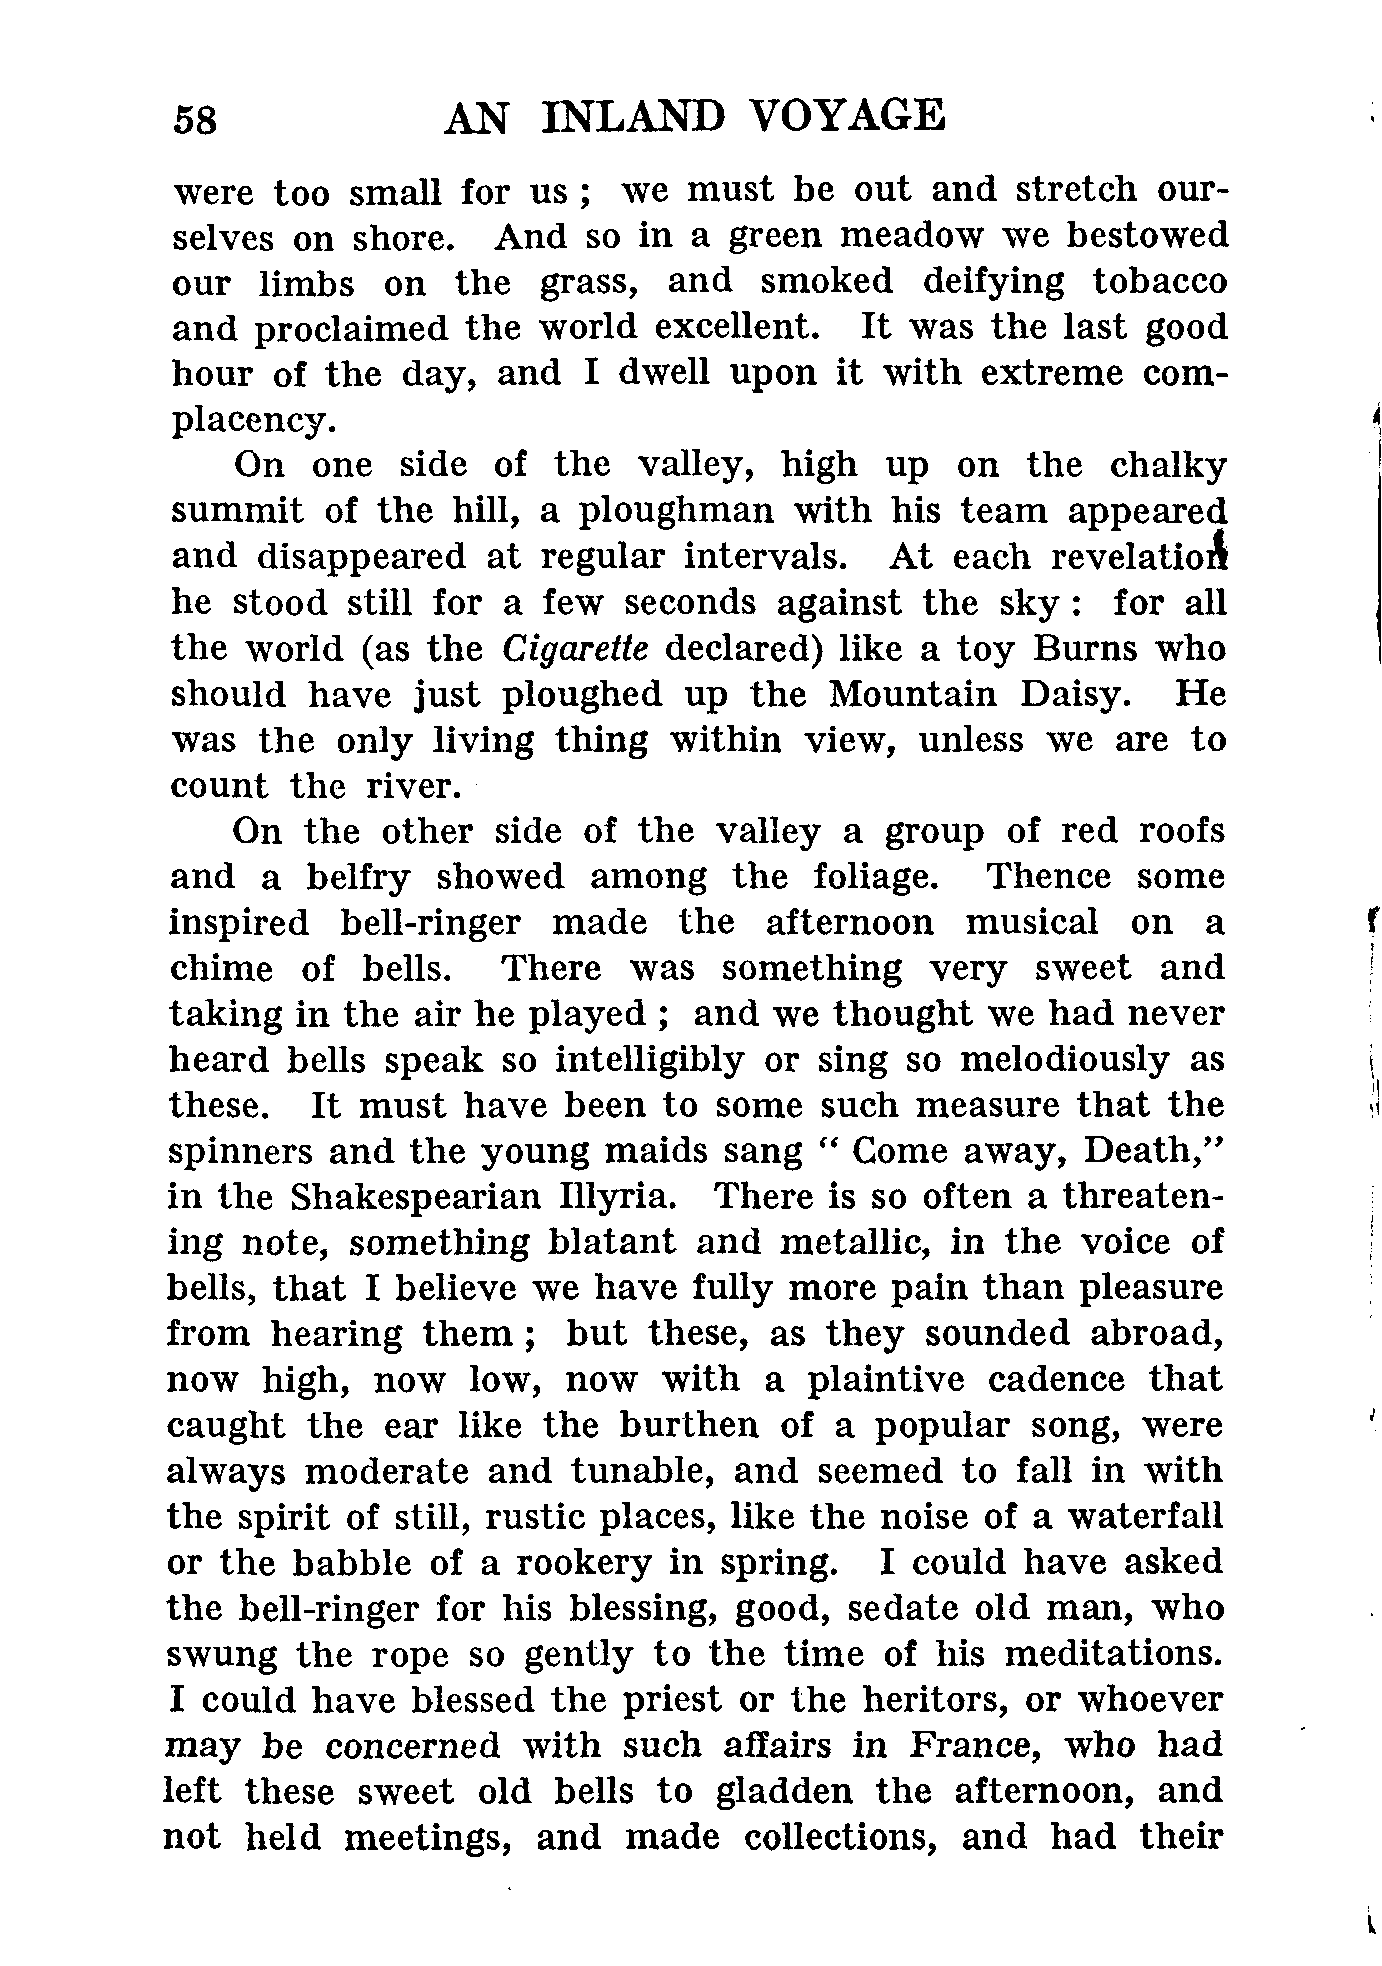 58 AN INLAND VOYAGE
were too small for us ; we must be out and stretch our-
selves on shore. And so in a green meadow we bestowed
our limbs on the grass, and smoked deifying tobacco
and proclaimed the world excellent. It was the last good
hour of the day, and I dwell upon it with extreme com-
placency.
On one side of the valley, high up on the chalky
summit of the hill, a ploughman with his team appeared
and disappeared at regular intervals. At each revelation
he stood still for a few seconds against the sky : for all
the world (as the Cigarette declared) like a toy Burns who
should have just ploughed up the Mountain Daisy. He
was the only living thing within view, unless we are to
count the river.
On the other side of the valley a group of red roofs
and a belfry showed among the foliage. Thence some
inspired bell-ringer made the afternoon musical on a
chime of bells. There was something very sweet and
taking in the air he played ; and we thought we had never
heard bells speak so intelligibly or sing so melodiously as
these. It must have been to some such measure that the
spinners and the young maids sang “ Come away, Death,”
in the Shakespearian Illyria. There is so often a threaten-
ing note, something blatant and metallic, in the voice of
bells, that I believe we have fully more pain than pleasure
from hearing them ; but these, as they sounded abroad,
now high, now low, now with a plaintive cadence that
caught the ear like the burthen of a popular song, were
always moderate and tunable, and seemed to fall in with
the spirit of still, rustic places, like the noise of a waterfall
or the babble of a rookery in spring. I could have asked
the bell-ringer for his blessing, good, sedate old man, who
swung the rope so gently to the time of his meditations.
I could have blessed the priest or the heritors, or whoever
may be concerned with such affairs in France, who had
left these sweet old bells to gladden the afternoon, and
not held meetings, and made collections, and had their